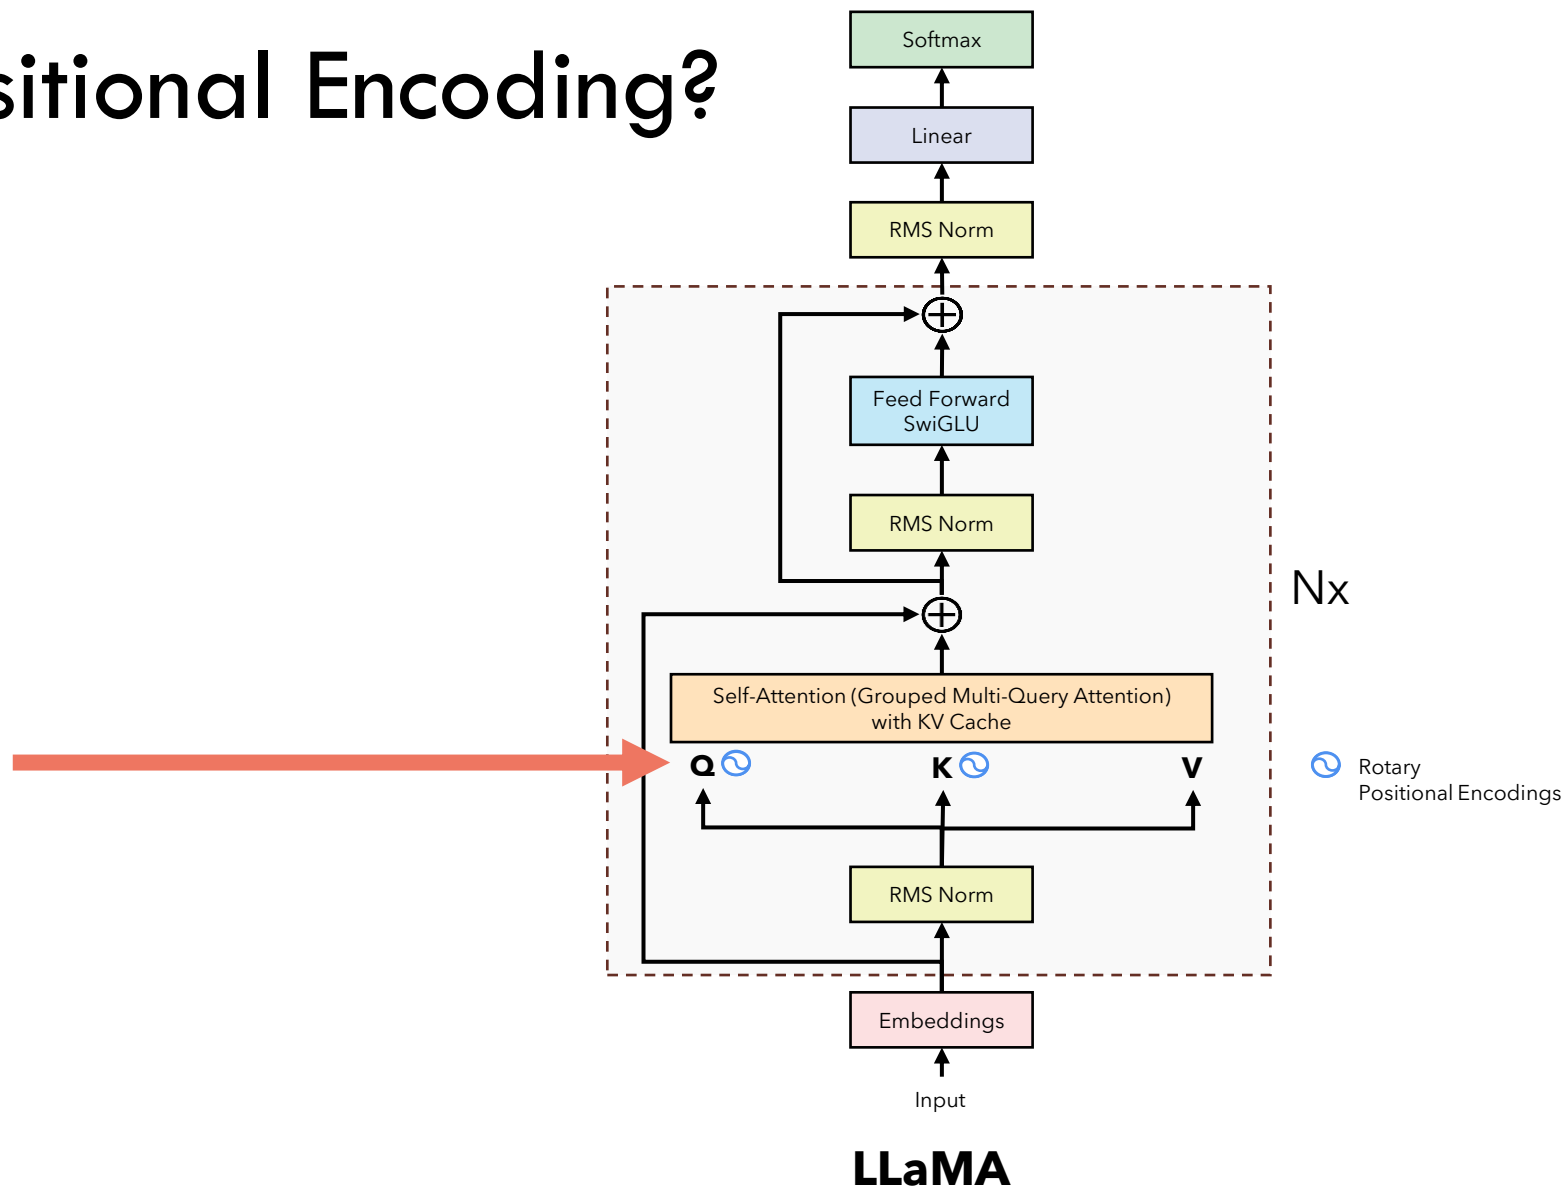 sitional Encoding?
Softmax
Linear
RMS Norm
Feed Forward
SwiGLU
RMS Norm
Nx
Self-Attention (Grouped Multi-Query Attention)
with KV Cache
Q K V
Rotary
Positional Encodings
RMS Norm
Embeddings
Input
LLaMA